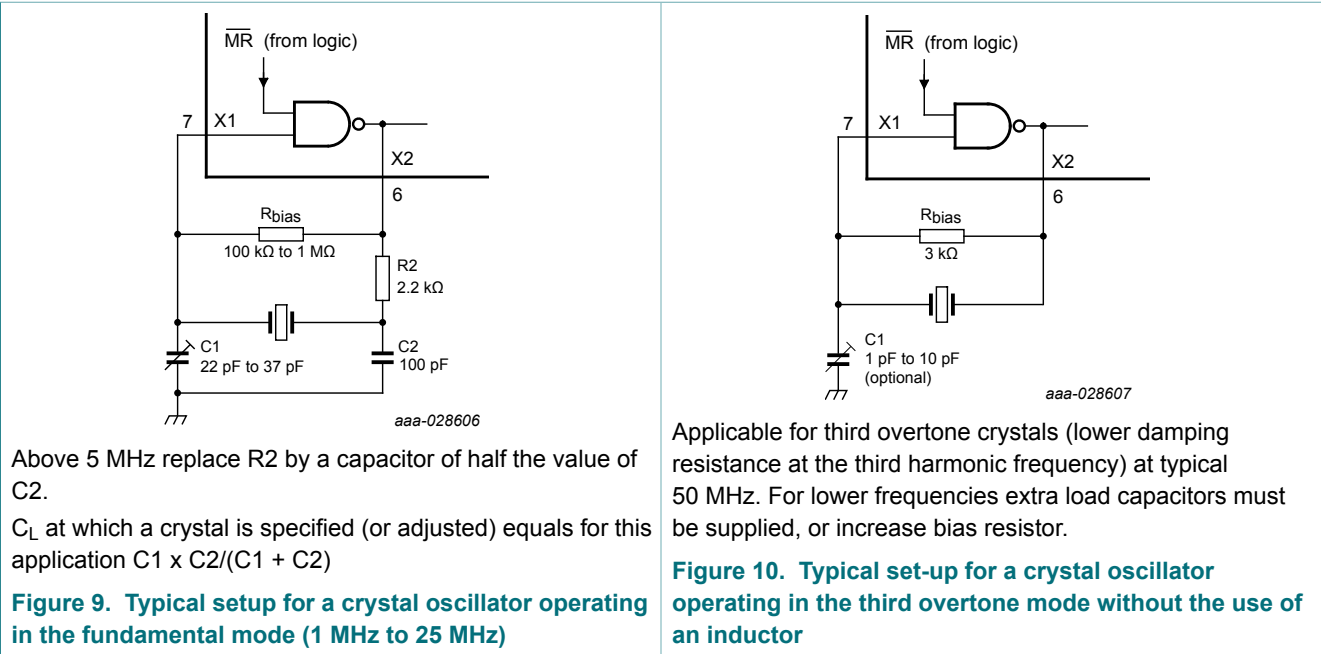 MR (from logic)
7 X1
X2
6
Rbias
100 kΩ to 1 MΩ
R2
2.2 kΩ
C1
22 pF to 37 pF
C2
100 pF
aaa-028606
Above 5 MHz replace R2 by a capacitor of half the value of
C2.
CL at which a crystal is specified (or adjusted) equals for this
application C1 x C2/(C1 + C2)
Figure 9. Typical setup for a crystal oscillator operating
in the fundamental mode (1 MHz to 25 MHz)
MR (from logic)
7 X1
X2
6
Rbias
3 kΩ
C1
1 pF to 10 pF
(optional)
aaa-028607
Applicable for third overtone crystals (lower damping
resistance at the third harmonic frequency) at typical
50 MHz. For lower frequencies extra load capacitors must
be supplied, or increase bias resistor.
Figure 10. Typical set-up for a crystal oscillator
operating in the third overtone mode without the use of
an inductor